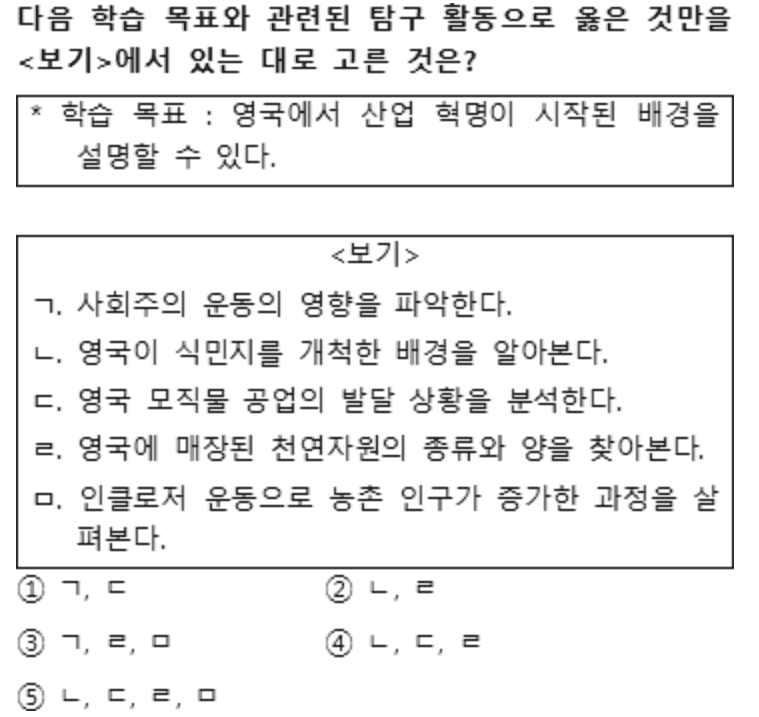 다음 학습 목표와 관련된 탐구 활동으로 옳은 것만을
<보기>에서 있는 대로 고른 것은?
* 학습 목표 : 영국에서 산업 혁명이 시작된 배경을
설명할 수 있다.
<보기>
ㄱ. 사회주의 운동의 영향을 파악한다.
ㄴ. 영국이 식민지를 개척한 배경을 알아본다.
ㄷ. 영국 모직물 공업의 발달 상황을 분석한다.
ㄹ. 영국에 매장된 천연자원의 종류와 양을 찾아본다.
ㅁ. 인클로저 운동으로 농촌 인구가 증가한 과정을 살
펴본다.
① ㄱ, ㄷ ② ㄴ, ㄹ
③ ㄱ, ㄹ, ㅁ ④ ㄴ, ㄷ, ㄹ
⑤ ㄴ, ㄷ, ㄹ, ㅁ